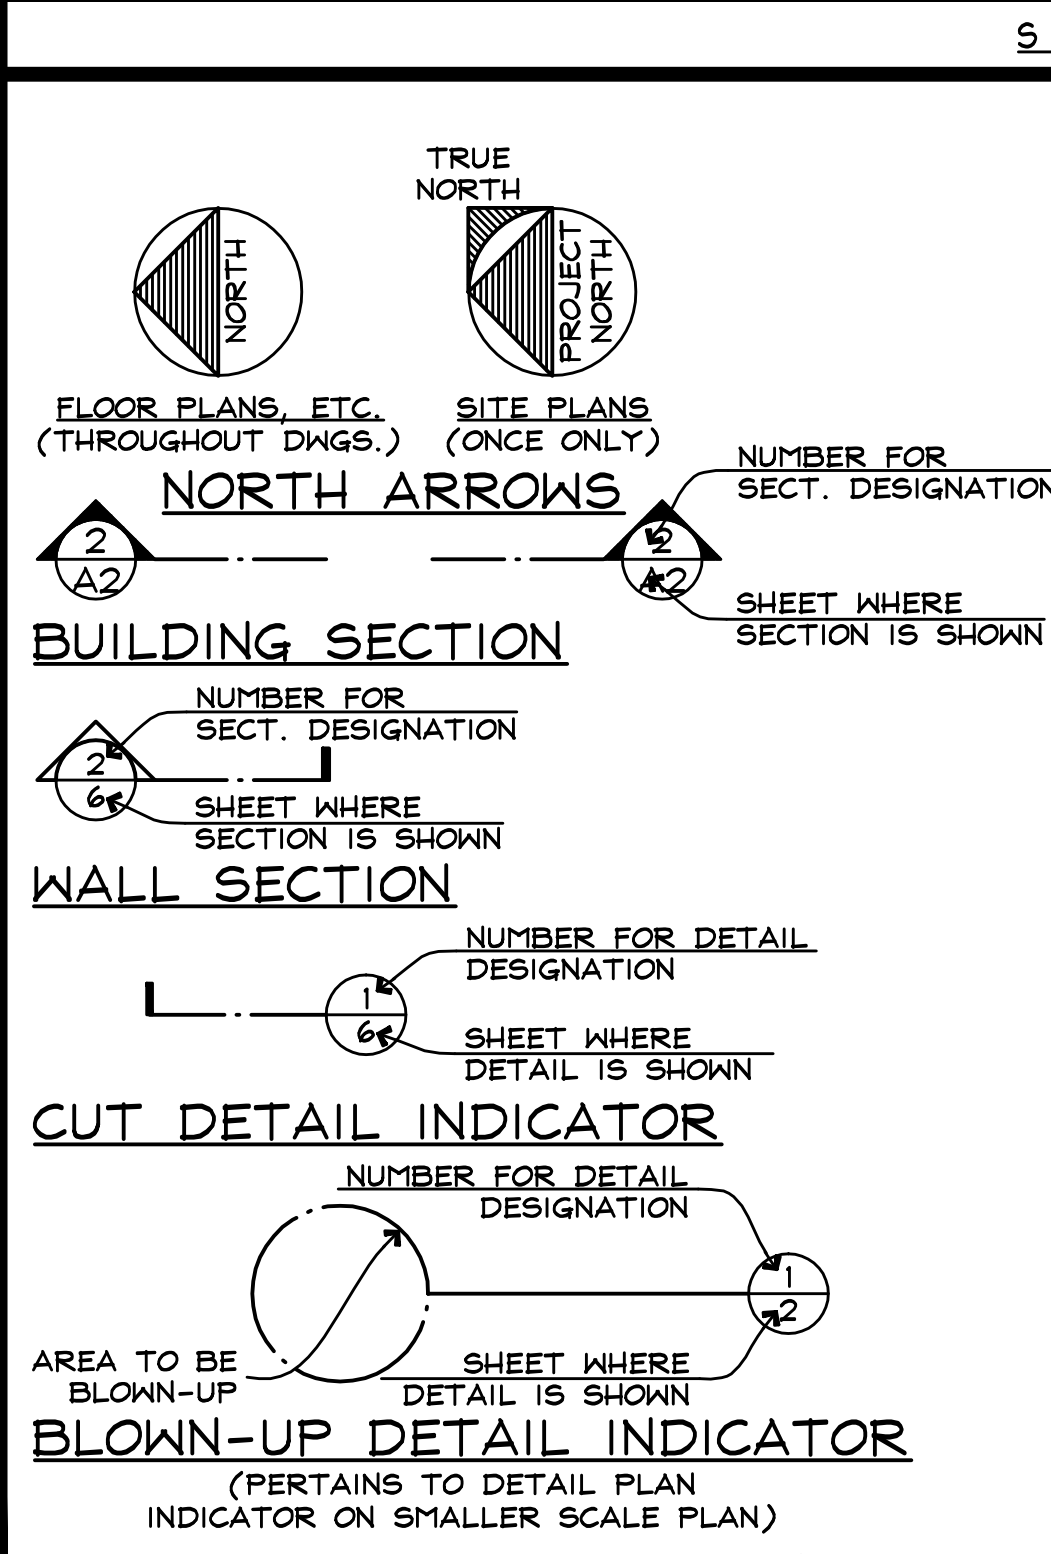 S
TRUE
NORTH
NORTH
PROJECT
NORTH
FLOOR PLANS, ETC.
(THROUGHOUT DWGS.)
SITE PLANS
(ONCE ONLY)
NORTH ARROWS
2
A2
2
A2
NUMBER FOR
SECT. DESIGNATION
SHEET WHERE
SECTION IS SHOWN
BUILDING SECTION
NUMBER FOR
SECT. DESIGNATION
2
6
SHEET WHERE
SECTION IS SHOWN
WALL SECTION
NUMBER FOR DETAIL
DESIGNATION
1
6
SHEET WHERE
DETAIL IS SHOWN
CUT DETAIL INDICATOR
NUMBER FOR DETAIL
DESIGNATION
1
2
AREA TO BE
BLOWN-UP
SHEET WHERE
DETAIL IS SHOWN
BLOWN-UP DETAIL INDICATOR
(PERTAINS TO DETAIL PLAN
INDICATOR ON SMALLER SCALE PLAN)